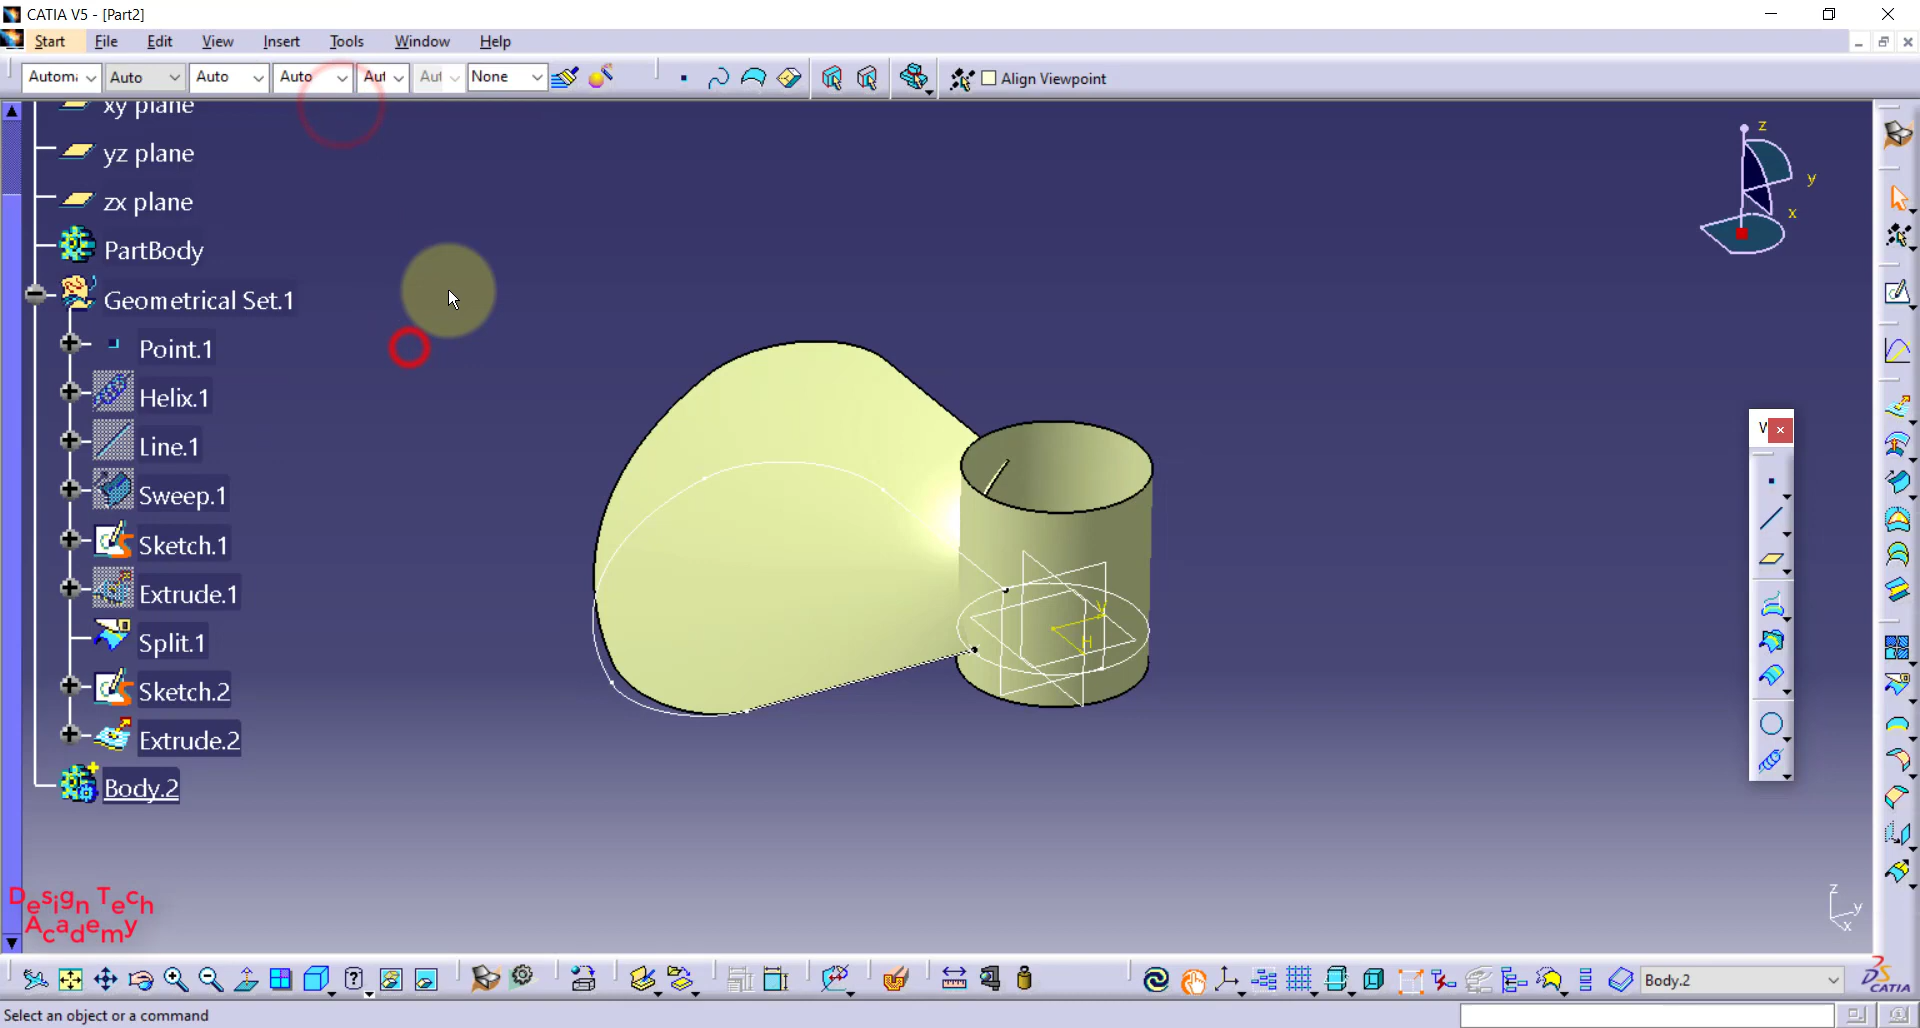 CATIA V5 - [Part2]
Start File Edit View Insert Tools Window Help
Automa Auto Auto Auto Aut Aut None Align Viewpoint
xy plane
yz plane
zx plane
PartBody
Geometrical Set.1
Point.1
Helix.1
Line.1
Sweep.1
Sketch.1
Extrude.1
Split.1
Sketch.2
Extrude.2
Body.2
z
y
x
H
z
y
x
Design Tech
Academy
Body.2
CATIA
Select an object or a command